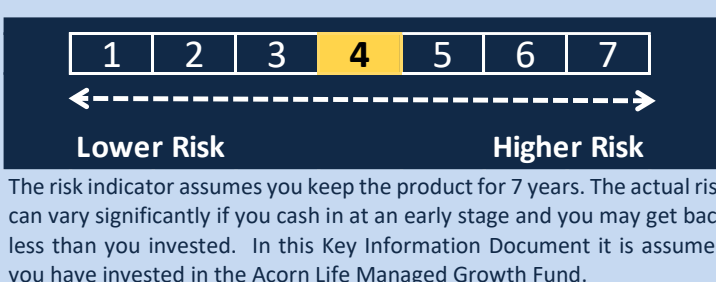 1 2 3 4 5 6 7
Lower Risk Higher Risk
The risk indicator assumes you keep the product for 7 years. The actual ris
can vary significantly if you cash in at an early stage and you may get bac
less than you invested. In this Key Information Document it is assume
you have invested in the Acorn Life Managed Growth Fund.